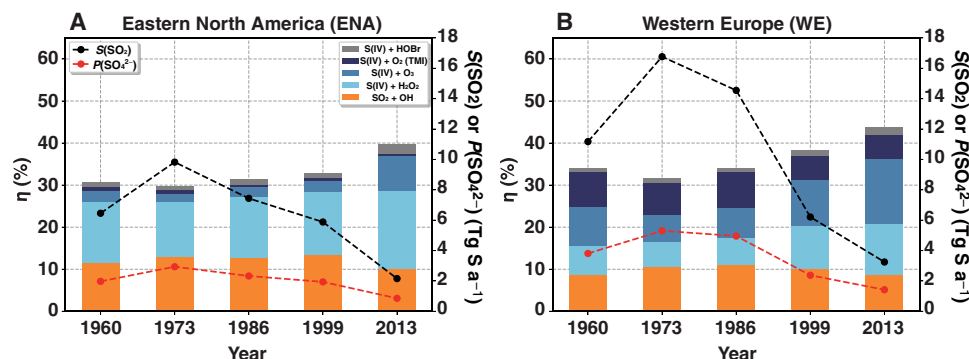 A Eastern North America (ENA)
S(SO₂)
P(SO₄²⁻)
S(IV) + HOBr
S(IV) + O₂ (TMI)
S(IV) + O₃
S(IV) + H₂O₂
SO₂ + OH
η (%)
60
50
40
30
20
10
0
18
16
14
12
10
8
6
4
2
0
S(SO₂) or P(SO₄²⁻) (Tg S a⁻¹)
1960 1973 1986 1999 2013
Year
B Western Europe (WE)
η (%)
60
50
40
30
20
10
0
18
16
14
12
10
8
6
4
2
0
S(SO₂) or P(SO₄²⁻) (Tg S a⁻¹)
1960 1973 1986 1999 2013
Year